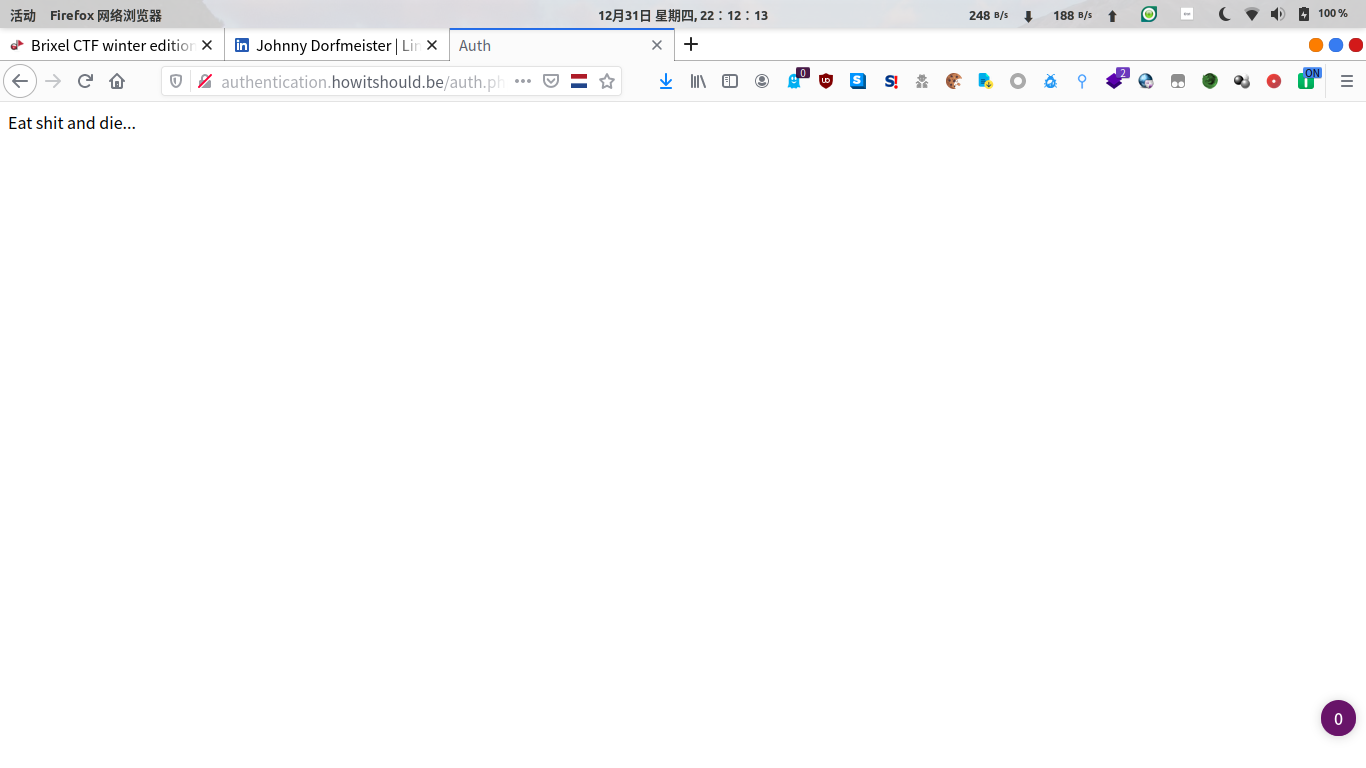 活动 Firefox 网络浏览器 12月31日 星期四, 22：12：13 248 B/s 188 B/s 100 %
Brixel CTF winter edition Johnny Dorfmeister | Lin Auth
authentication.howitshould.be/auth.ph 0 S S! 2 ON
Eat shit and die...
0